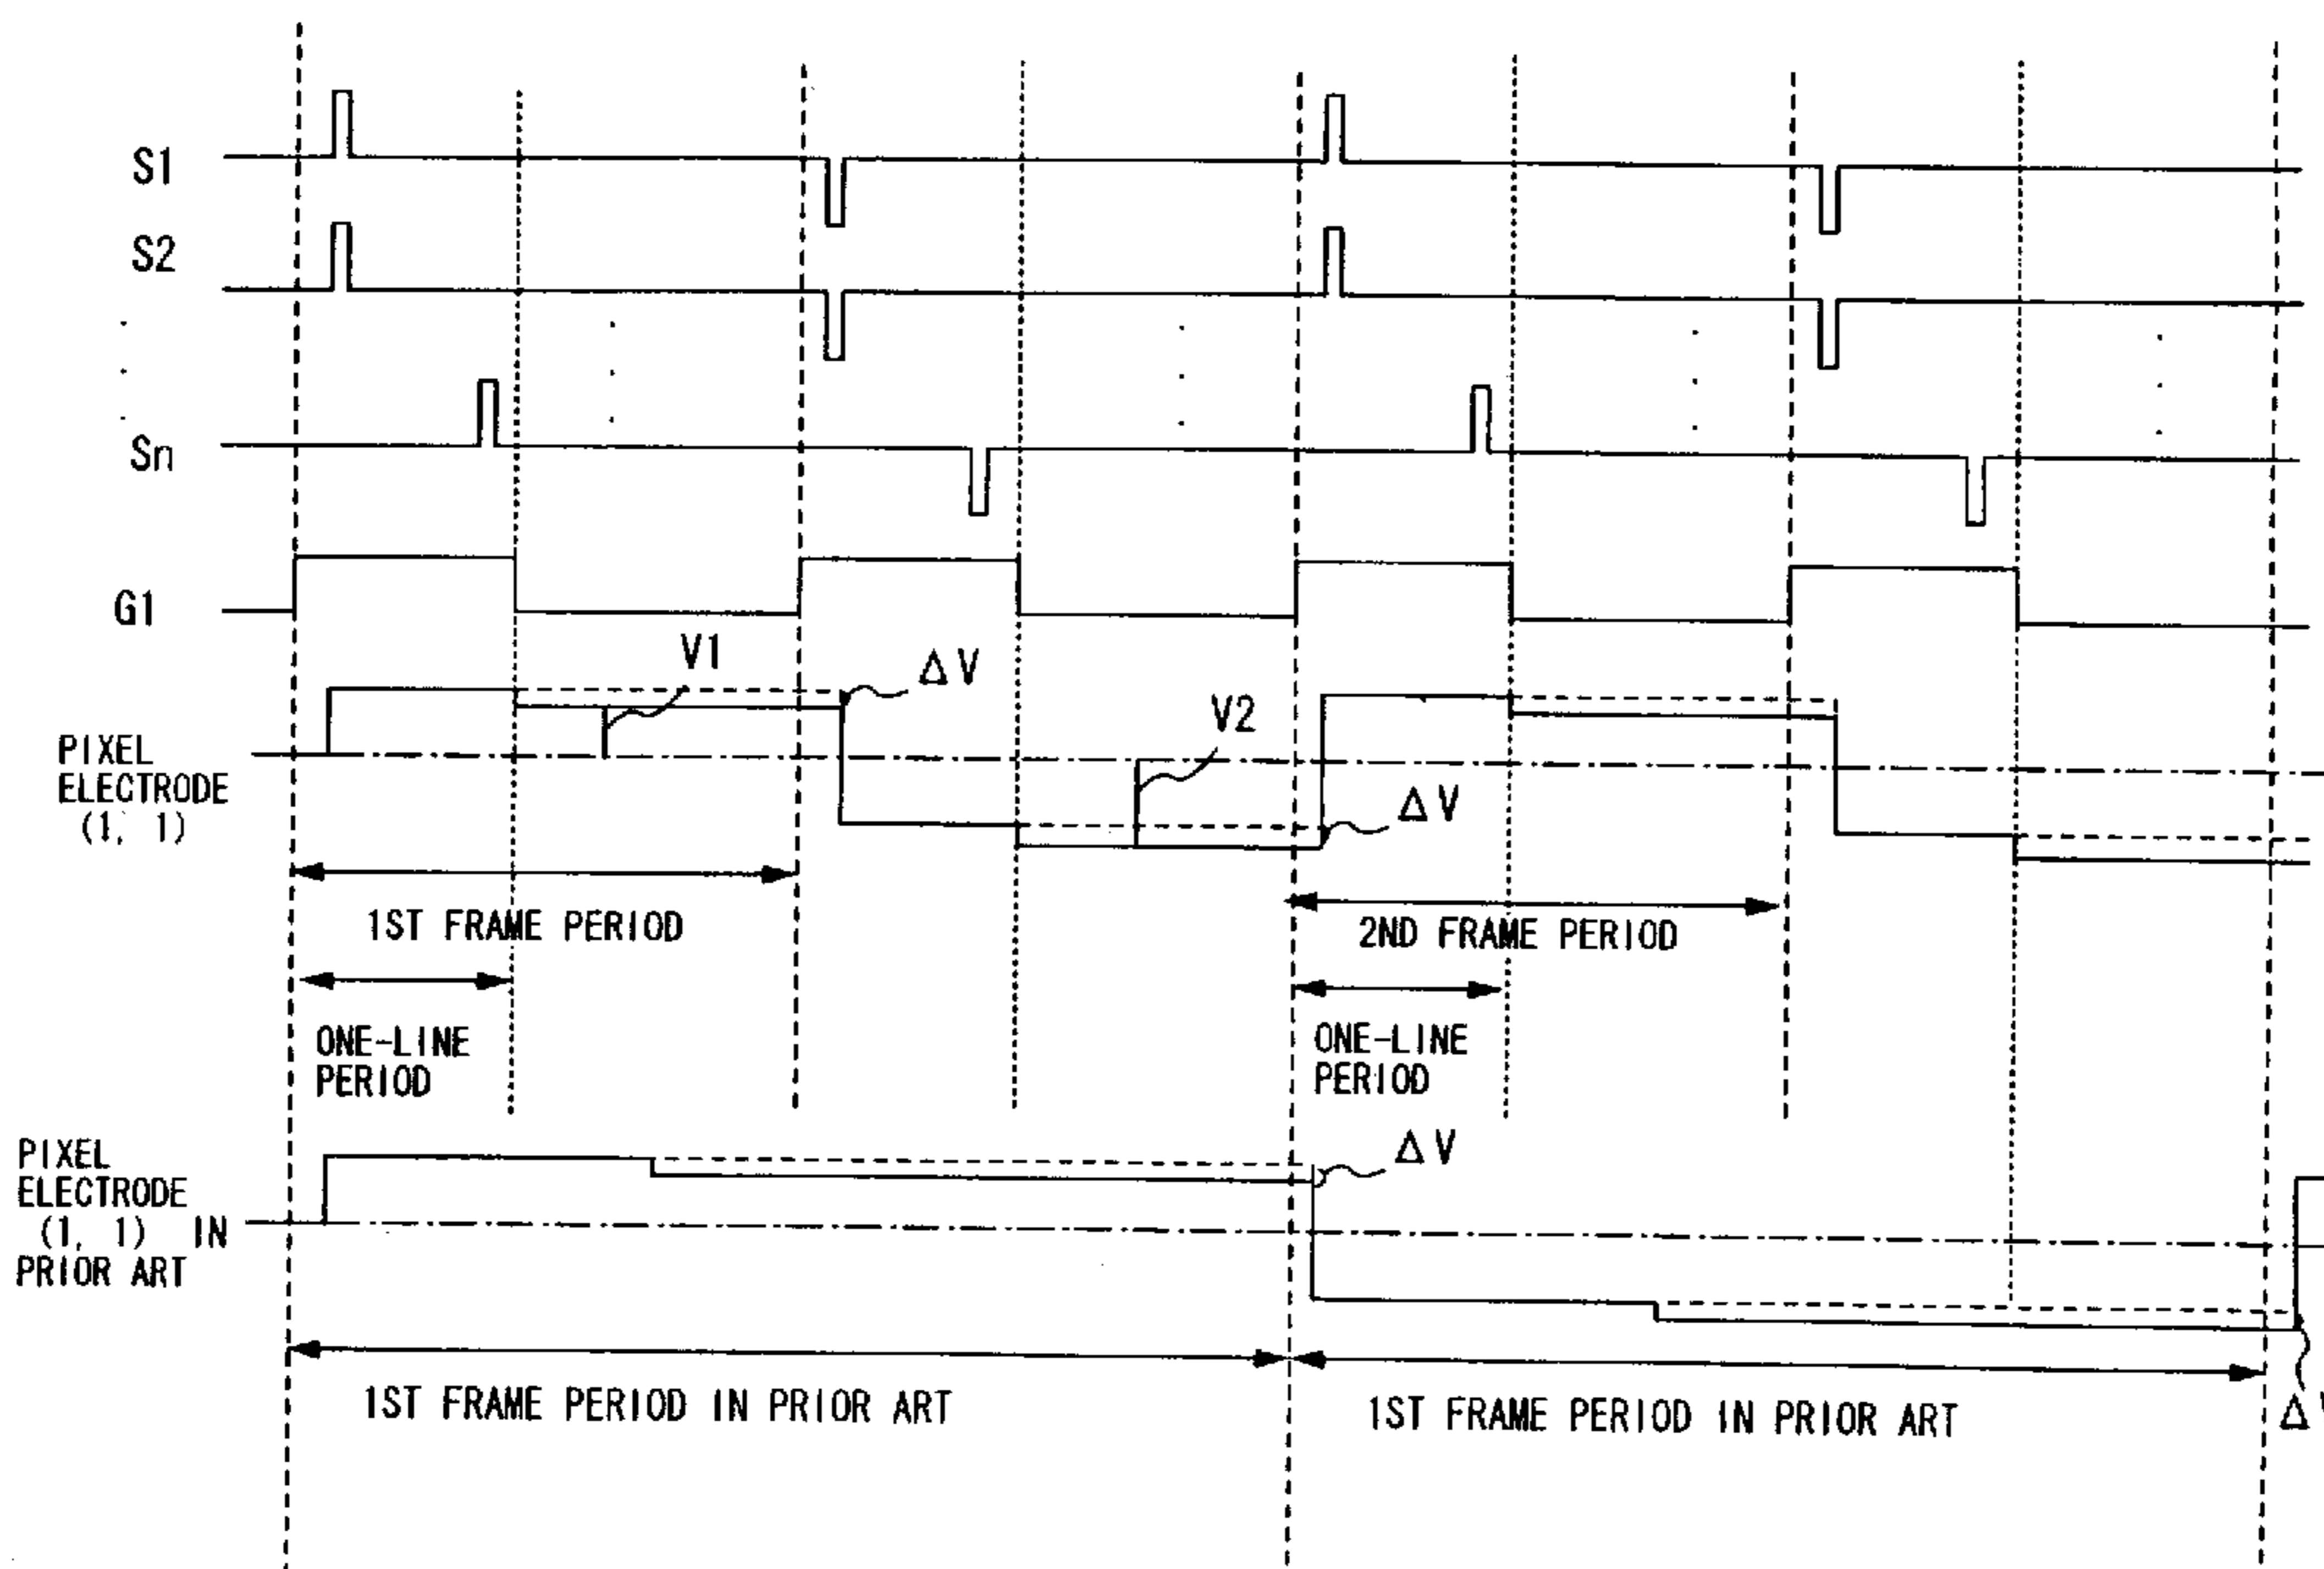 S1
S2
Sn
G1
V1
ΔV
V2
PIXEL
ELECTRODE
(1, 1)
ΔV
1ST FRAME PERIOD
2ND FRAME PERIOD
ONE-LINE
PERIOD
ONE-LINE
PERIOD
PIXEL
ELECTRODE
(1, 1) IN
PRIOR ART
ΔV
1ST FRAME PERIOD IN PRIOR ART
1ST FRAME PERIOD IN PRIOR ART
Δ